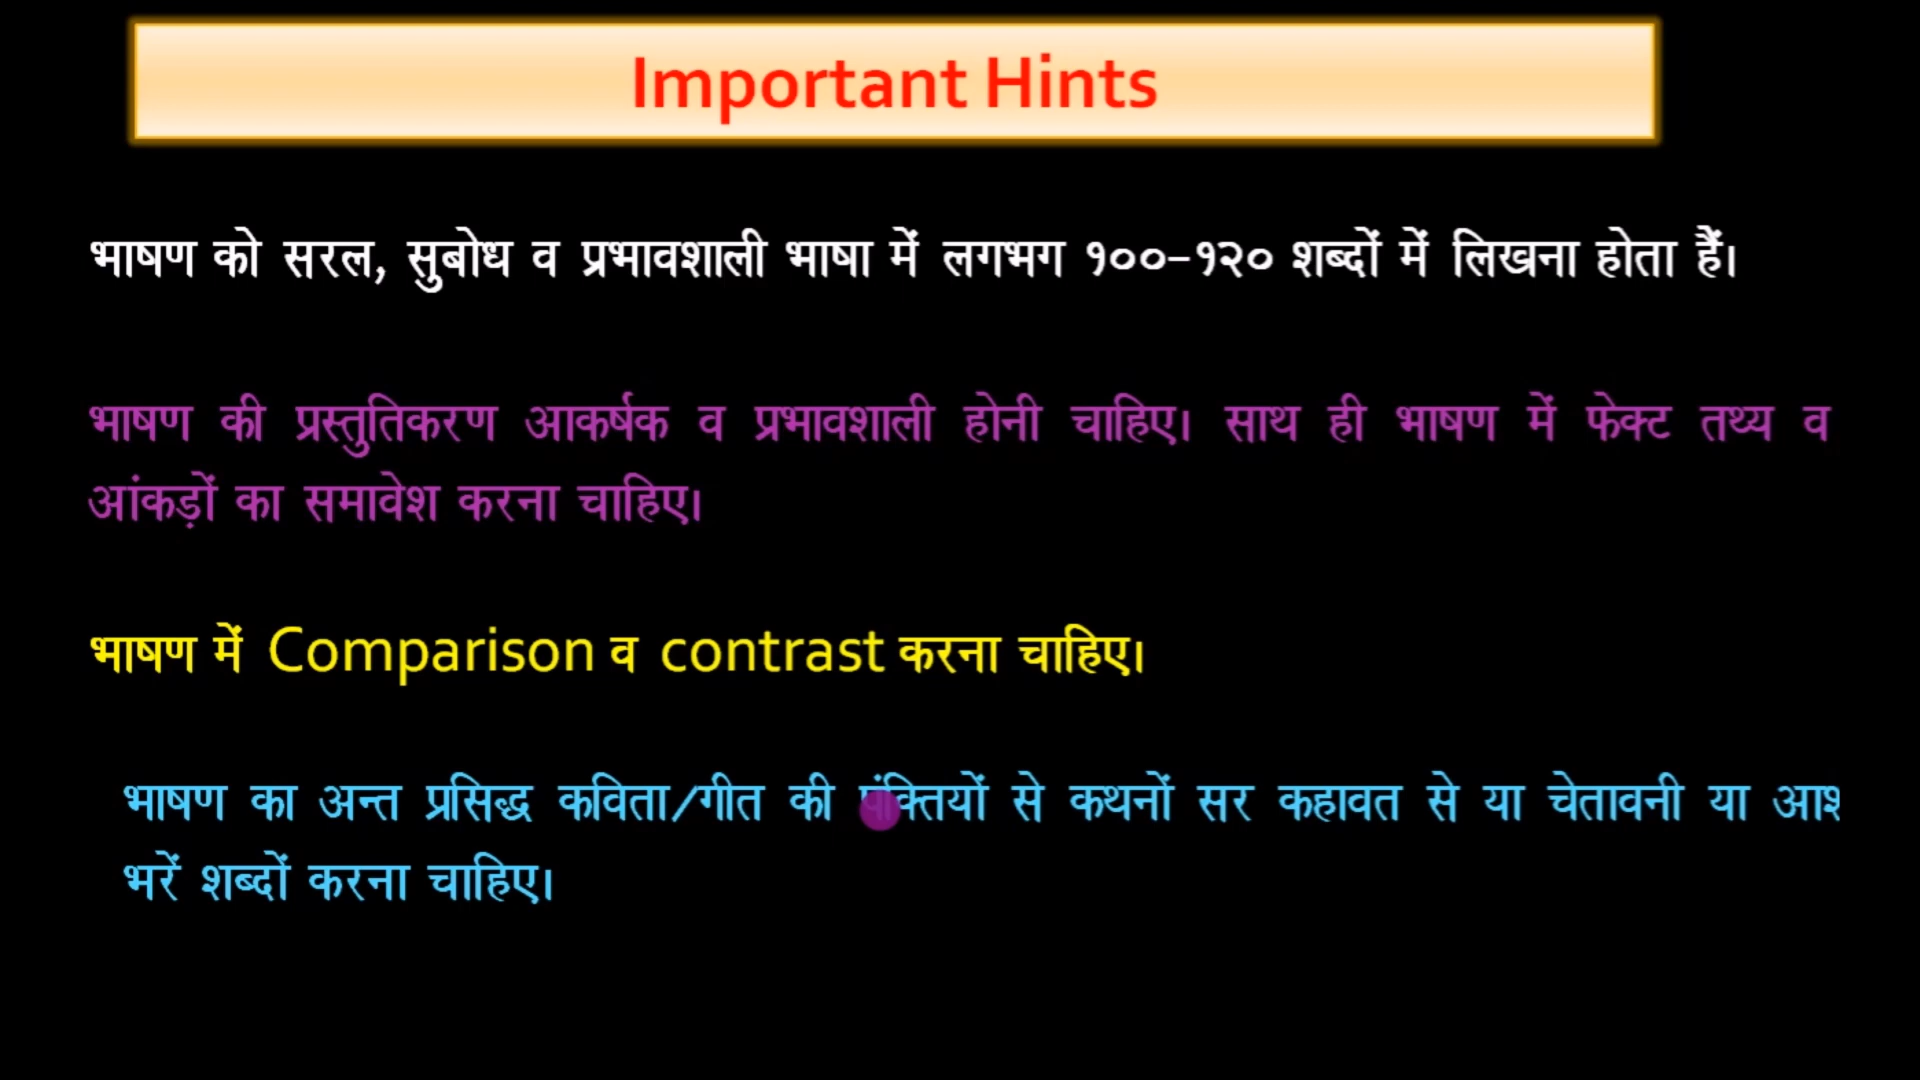 Important Hints
भाषण को सरल, सुबोध व प्रभावशाली भाषा में लगभग १००-१२० शब्दों में लिखना होता हैं।
भाषण की प्रस्तुतिकरण आकर्षक व प्रभावशाली होनी चाहिए। साथ ही भाषण में फेक्ट तथ्य व
आंकड़ों का समावेश करना चाहिए।
भाषण में Comparison व contrast करना चाहिए।
भाषण का अन्त प्रसिद्ध कविता/गीत की पंक्तियों से कथनों सर कहावत से या चेतावनी या
भरें शब्दों करना चाहिए।